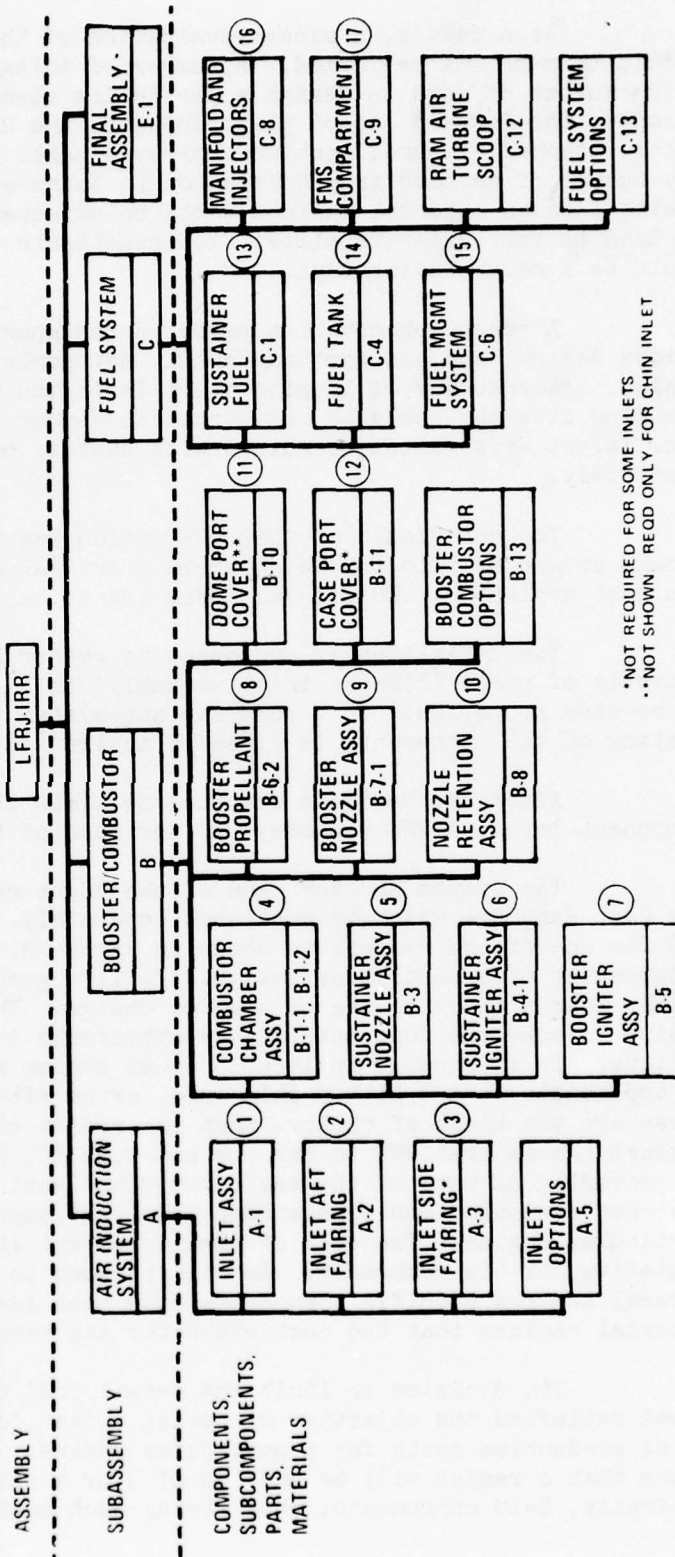 ASSEMBLY
LFRJ-IRR
SUBASSEMBLY
AIR INDUCTION
SYSTEM
A
BOOSTER/COMBUSTOR
B
FUEL SYSTEM
C
FINAL
ASSEMBLY
E-1
COMPONENTS,
SUBCOMPONENTS,
PARTS,
MATERIALS
INLET ASSY
A-1
1
INLET AFT
FAIRING
A-2
2
INLET SIDE
FAIRING*
A-3
3
INLET
OPTIONS
A-5
COMBUSTOR
CHAMBER
ASSY
B-1-1, B-1-2
4
SUSTAINER
NOZZLE ASSY
B-3
5
SUSTAINER
IGNITER ASSY
B-4-1
6
BOOSTER
IGNITER
ASSY
B-5
7
BOOSTER
PROPELLANT
B-6-2
8
BOOSTER
NOZZLE ASSY
B-7-1
9
NOZZLE
RETENTION
ASSY
B-8
10
DOME PORT
COVER**
B-10
11
CASE PORT
COVER*
B-11
12
BOOSTER/
COMBUSTOR
OPTIONS
B-13
SUSTAINER
FUEL
C-1
13
FUEL TANK
C-4
14
FUEL MGMT
SYSTEM
C-6
15
MANIFOLD AND
INJECTORS
C-8
16
FMS
COMPARTMENT
C-9
17
RAM AIR
TURBINE
SCOOP
C-12
FUEL SYSTEM
OPTIONS
C-13
*NOT REQUIRED FOR SOME INLETS
**NOT SHOWN REQD ONLY FOR CHIN INLET